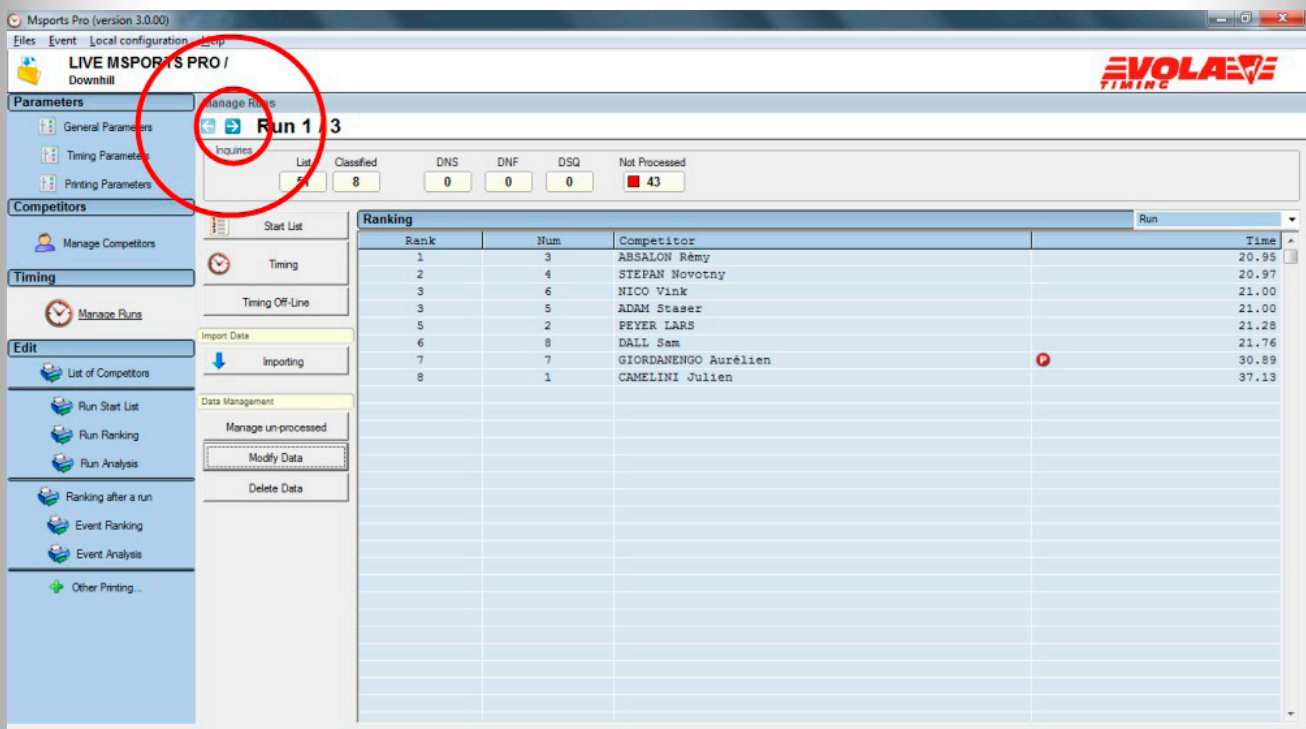 Msports Pro (version 3.0.00)
Files Event Local configuration Help
LIVE MSPORTS PRO /
Downhill
VOLA
TIMING
Parameters
General Parameters
Timing Parameters
Printing Parameters
Competitors
Manage Competitors
Timing
Manage Runs
Edit
List of Competitors
Run Start List
Run Ranking
Run Analysis
Ranking after a run
Event Ranking
Event Analysis
Other Printing...
Manage Runs
Run 1 / 3
Inquiries
List Classified DNS DNF DSQ Not Processed
51 8 0 0 0 43
Start List
Timing
Timing Off-Line
Import Data
Importing
Data Management
Manage un-processed
Modify Data
Delete Data
Ranking Run
Rank Num Competitor Time
1 3 ABSALON Rémy 20.95
2 4 STEPAN Novotny 20.97
3 6 NICO Vink 21.00
3 5 ADAM Staser 21.00
5 2 PEYER LARS 21.28
6 8 DALL Sam 21.76
7 7 GIORDANENGO Aurélien P 30.89
8 1 CAMELINI Julien 37.13